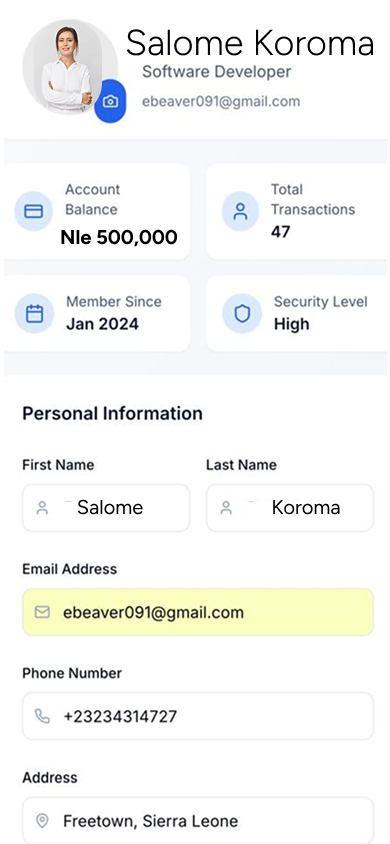 Salome Koroma
Software Developer
ebeaver091@gmail.com
Account
Balance
Nle 500,000
Total
Transactions
47
Member Since
Jan 2024
Security Level
High
Personal Information
First Name
Last Name
Salome
Koroma
Email Address
ebeaver091@gmail.com
Phone Number
+23234314727
Address
Freetown, Sierra Leone